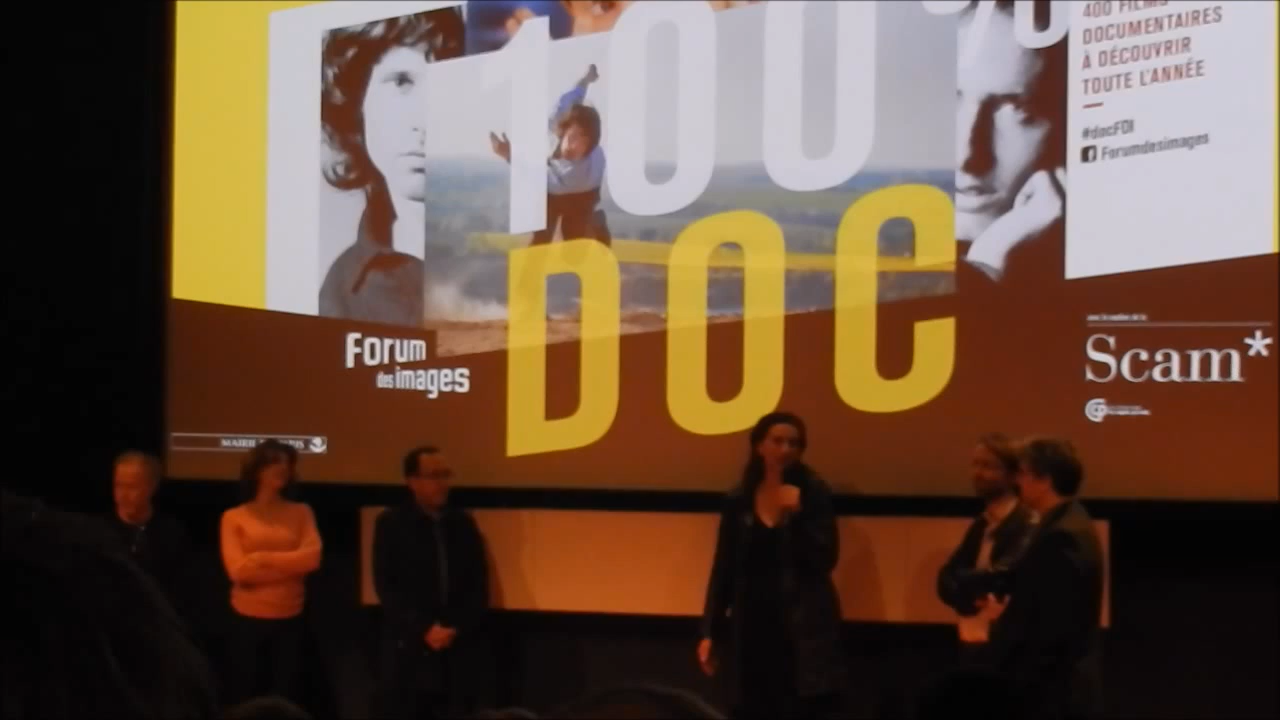 100%
DOC
400 FILMS
DOCUMENTAIRES
À DÉCOUVRIR
TOUTE L'ANNÉE
#docFDI
Forumdesimages
Forum
des images
Scam*